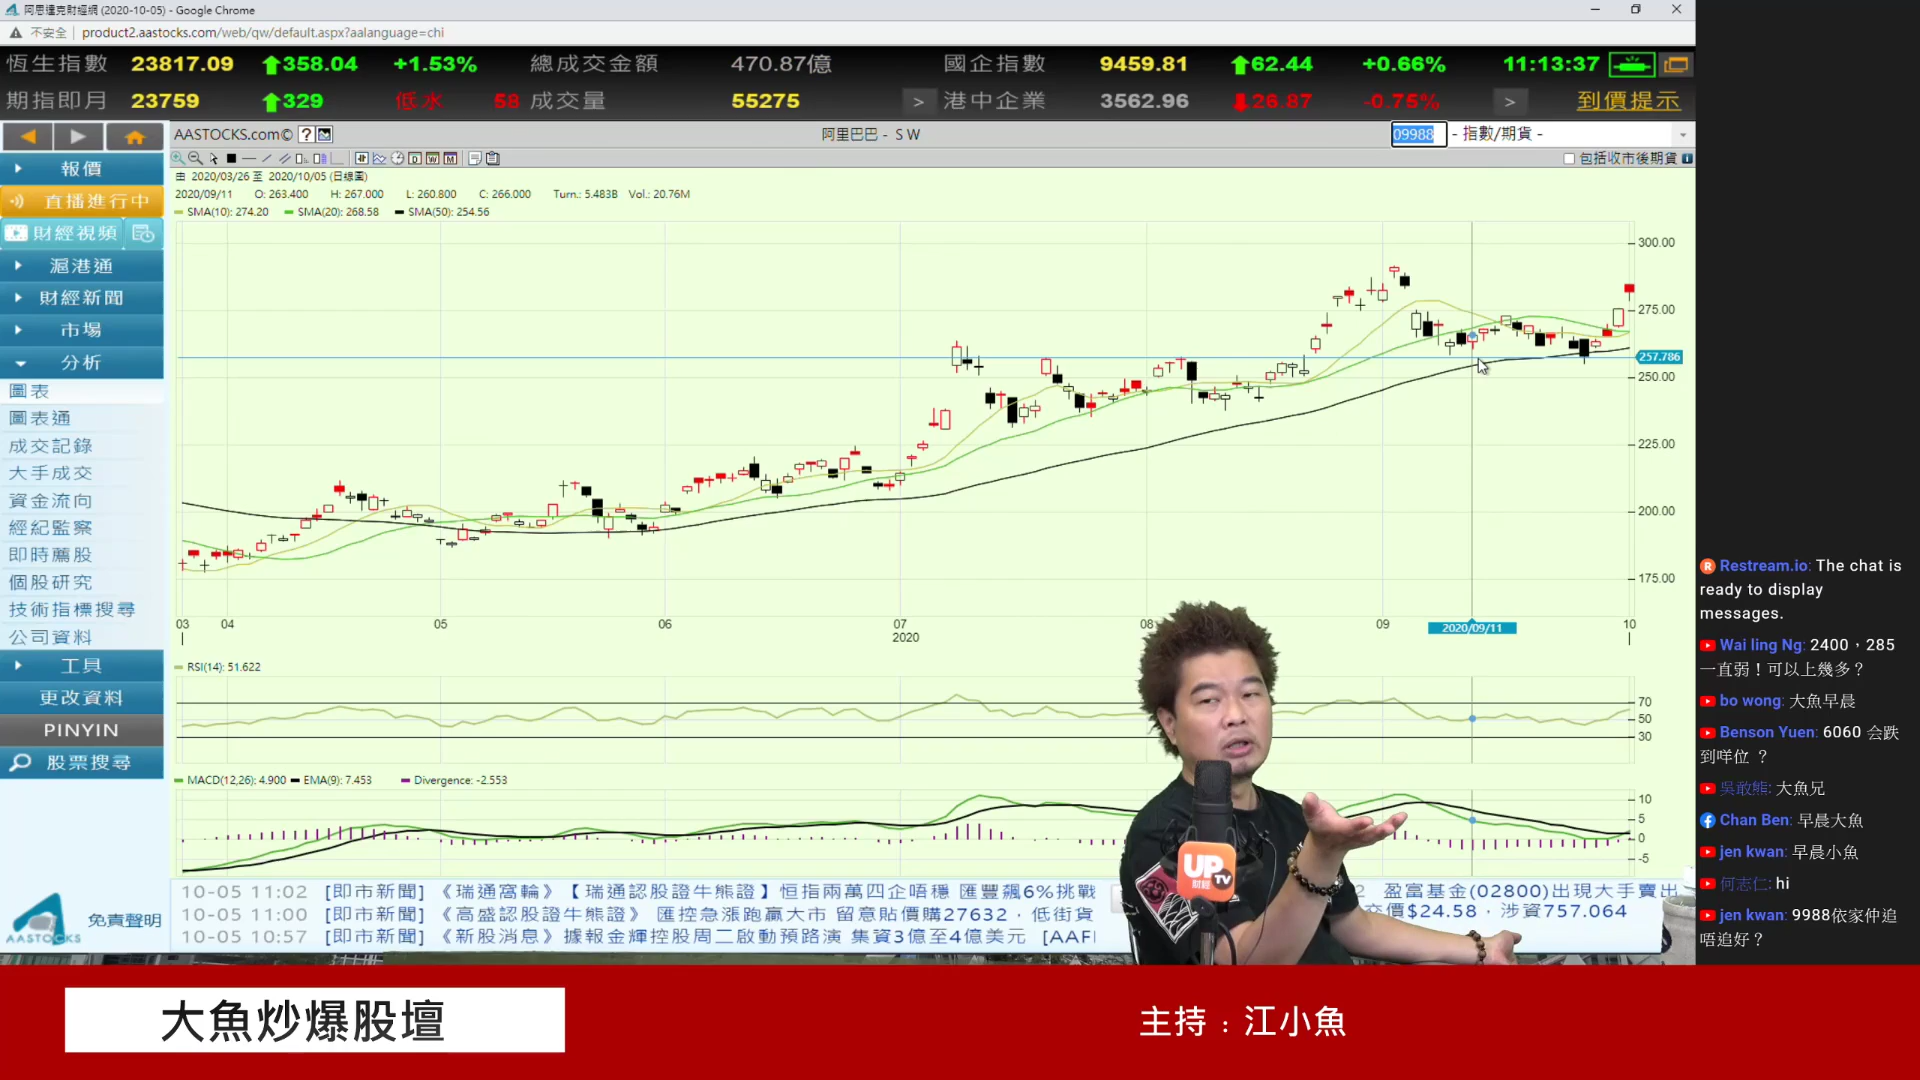 阿思達克財經網 (2020-10-05) - Google Chrome
不安全 | product2.aastocks.com/web/qw/default.aspx?aalanguage=chi
恆生指數 23817.09 358.04 +1.53% 總成交金額 470.87億 國企指數 9459.81 62.44 +0.66% 11:13:37
期指即月 23759 329 低水 58 成交量 55275 > 港中企業 3562.96 26.87 -0.75% > 到價提示
AASTOCKS.com© ? 阿里巴巴 - S W 09988 - 指數/期貨 -
包括收市後期貨
由 2020/03/26 至 2020/10/05 (日線圖)
2020/09/11 O: 263.400 H: 267.000 L: 260.800 C: 266.000 Turn.: 5.483B Vol.: 20.76M
SMA(10): 274.20 SMA(20): 268.58 SMA(50): 254.56
報價
直播進行中
財經視頻
滬港通
財經新聞
市場
分析
圖表
圖表通
成交記錄
大手成交
資金流向
經紀監察
即時薦股
個股研究
技術指標搜尋
公司資料
工具
更改資料
PINYIN
股票搜尋
AASTOCKS
免責聲明
300.00
275.00
257.786
250.00
225.00
200.00
175.00
03 04 05 06 07 08 09 2020/09/11 10
2020
RSI(14): 51.622
70
50
30
MACD(12,26): 4.900 EMA(9): 7.453 Divergence: -2.553
10
5
0
-5
10-05 11:02 [即市新聞] 《瑞通窩輪》【瑞通認股證牛熊證】恒指兩萬四企唔穩 匯豐飆6%挑戰
10-05 11:00 [即市新聞] 《高盛認股證牛熊證》 匯控急漲跑贏大市 留意貼價購27632，低街貨
10-05 10:57 [即市新聞] 《新股消息》據報金輝控股周二啟動預路演 集資3億至4億美元 [AAF
盈富基金(02800)出現大手賣出
交價$24.58，涉資757.064
UP TV
財經
Restream.io: The chat is
ready to display
messages.
Wai ling Ng: 2400，285
一直弱！可以上幾多？
bo wong: 大魚早晨
Benson Yuen: 6060 会跌
到咩位 ？
吳敢熊: 大魚兄
Chan Ben: 早晨大魚
jen kwan: 早晨小魚
何志仁: hi
jen kwan: 9988依家仲追
唔追好？
大魚炒爆股壇
主持：江小魚